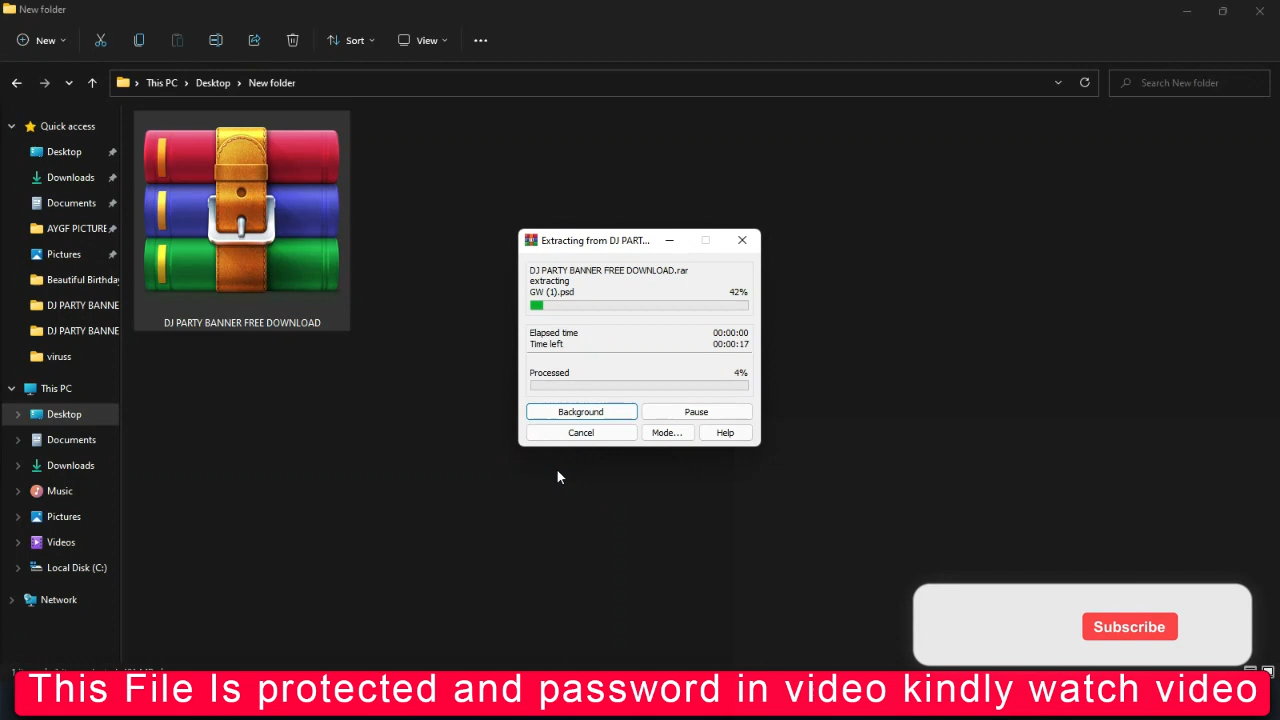 New folder
New
Sort
View
This PC
Desktop
New folder
Search New folder
Quick access
Desktop
Downloads
Documents
AYGF PICTURE
Pictures
Beautiful Birthda
DJ PARTY BANNE
DJ PARTY BANNE
viruss
This PC
Desktop
Documents
Downloads
Music
Pictures
Videos
Local Disk (C:)
Network
DJ PARTY BANNER FREE DOWNLOAD
Extracting from DJ PART...
DJ PARTY BANNER FREE DOWNLOAD.rar
extracting
GW (1).psd 42%
Elapsed time 00:00:00
Time left 00:00:17
Processed 4%
Background Pause
Cancel Mode... Help
Subscribe
This File Is protected and password in video kindly watch video